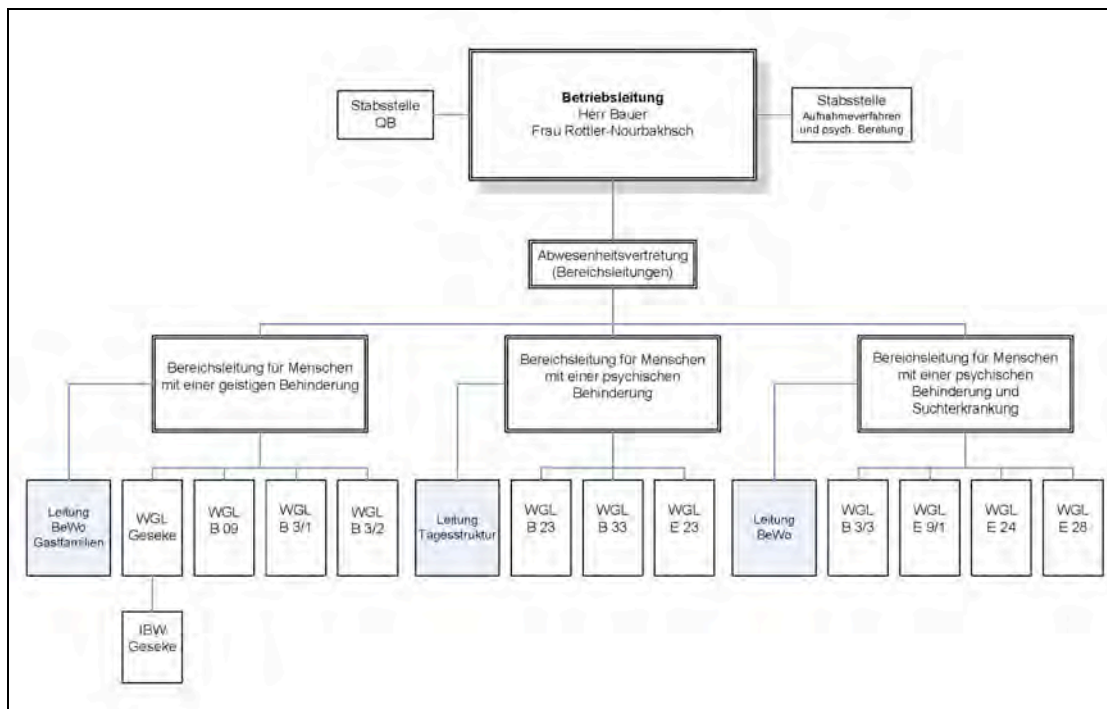 Betriebsleitung
Herr Bauer
Frau Rottler-Nourbakhsch
Stabsstelle
QB
Stabsstelle
Aufnahmeverfahren
und psych. Beratung
Abwesenheitsvertretung
(Bereichsleitungen)
Bereichsleitung für Menschen
mit einer geistigen Behinderung
Bereichsleitung für Menschen
mit einer psychischen
Behinderung
Bereichsleitung für Menschen
mit einer psychischen
Behinderung und
Suchterkrankung
Leitung
BeWo
Gastfamilien
WGL
Geseke
WGL
B 09
WGL
B 3/1
WGL
B 3/2
Leitung
Tagesstruktur
WGL
B 23
WGL
B 33
WGL
E 23
Leitung
BeWo
WGL
B 3/3
WGL
E 9/1
WGL
E 24
WGL
E 28
IBW
Geseke